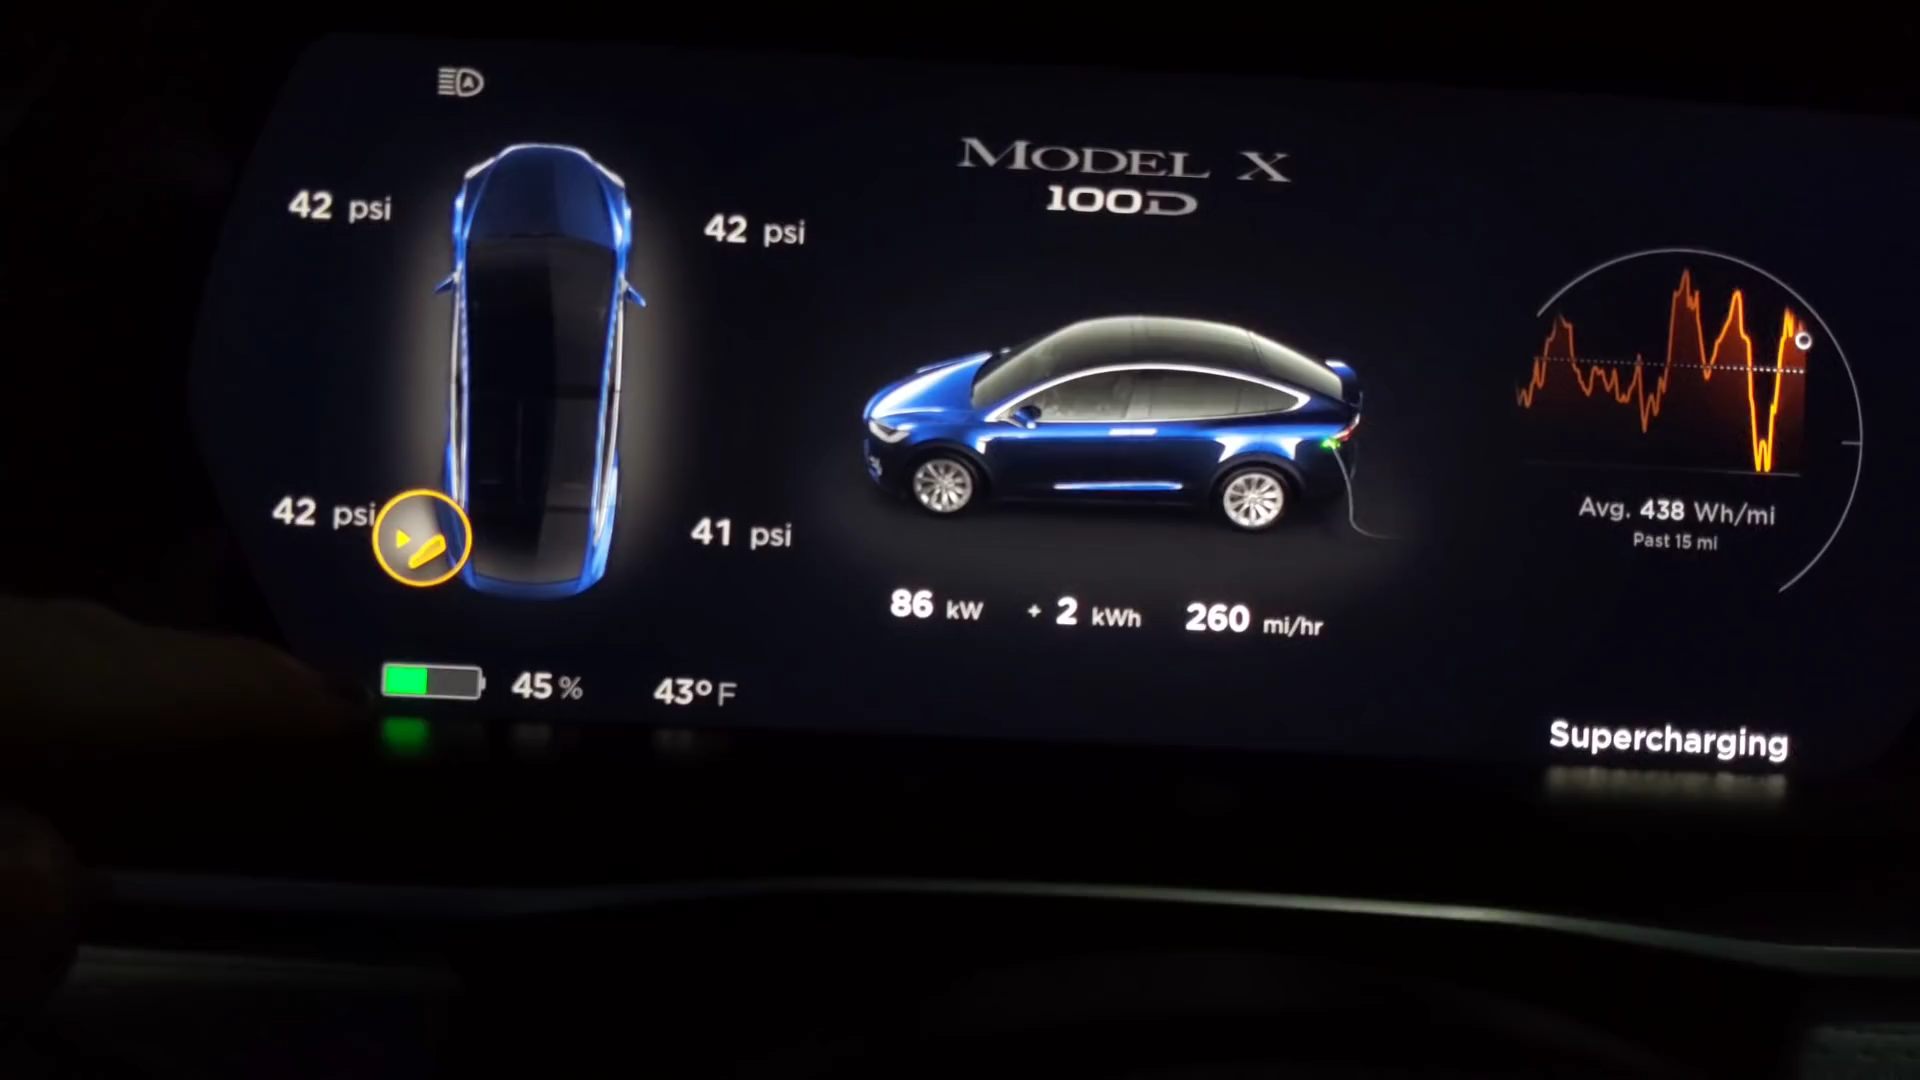 A
42 psi
42 psi
42 psi
41 psi
45 %
43° F
MODEL X
100D
86 kW + 2 kWh 260 mi/hr
Avg. 438 Wh/mi
Past 15 mi
Supercharging